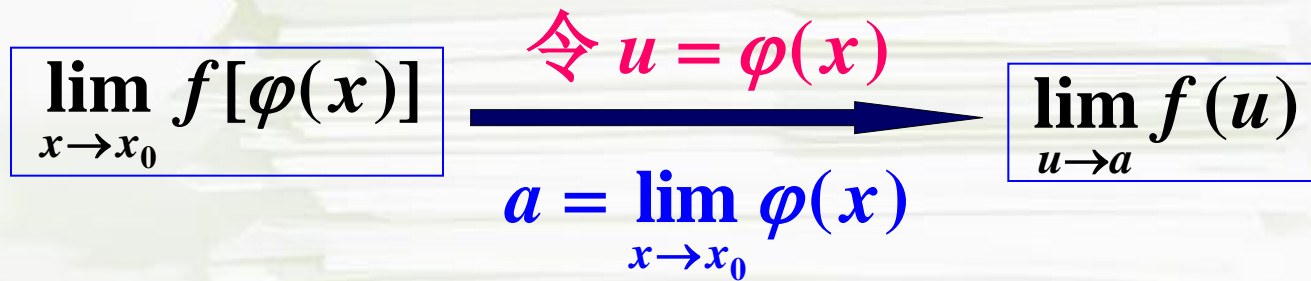 令 u = φ(x)
lim f[φ(x)]
x→x₀
lim f(u)
u→a
a = lim φ(x)
x→x₀